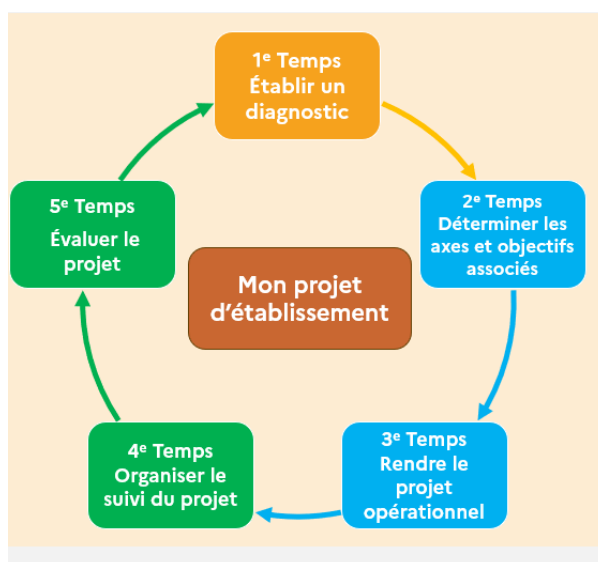 1e Temps
Établir un
diagnostic
2e Temps
Déterminer les
axes et objectifs
associés
3e Temps
Rendre le
projet
opérationnel
4e Temps
Organiser le
suivi du projet
5e Temps
Évaluer le
projet
Mon projet
d’établissement